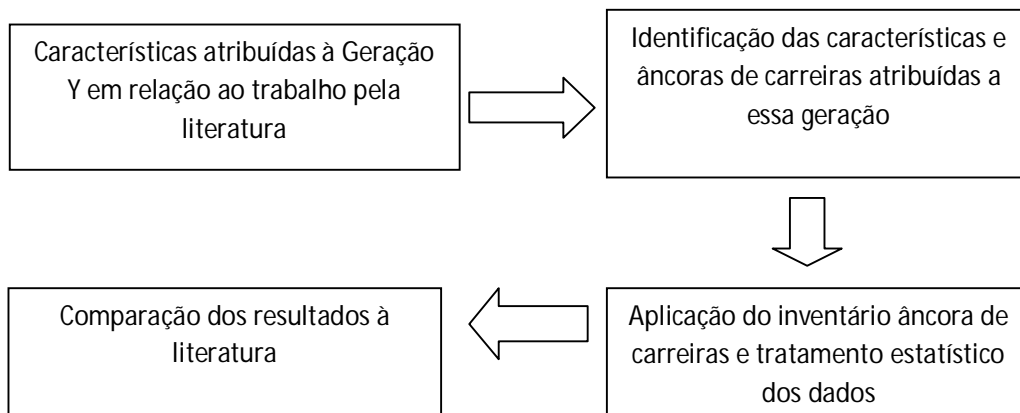 Características atribuídas à Geração
Y em relação ao trabalho pela
literatura
Identificação das características e
âncoras de carreiras atribuídas a
essa geração
Aplicação do inventário âncora de
carreiras e tratamento estatístico
dos dados
Comparação dos resultados à
literatura